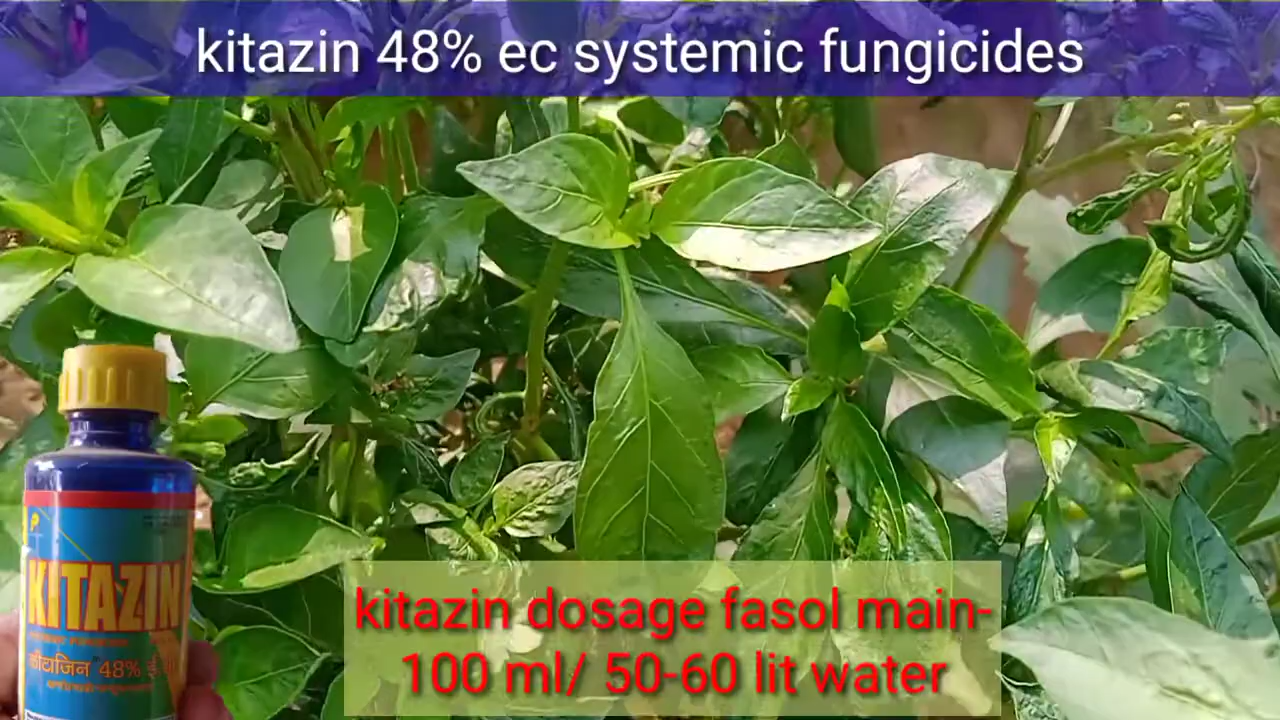 kitazin 48% ec systemic fungicides
KITAZIN
कीटाजिन 48% ई.
kitazin dosage fasol main-
100 ml/ 50-60 lit water